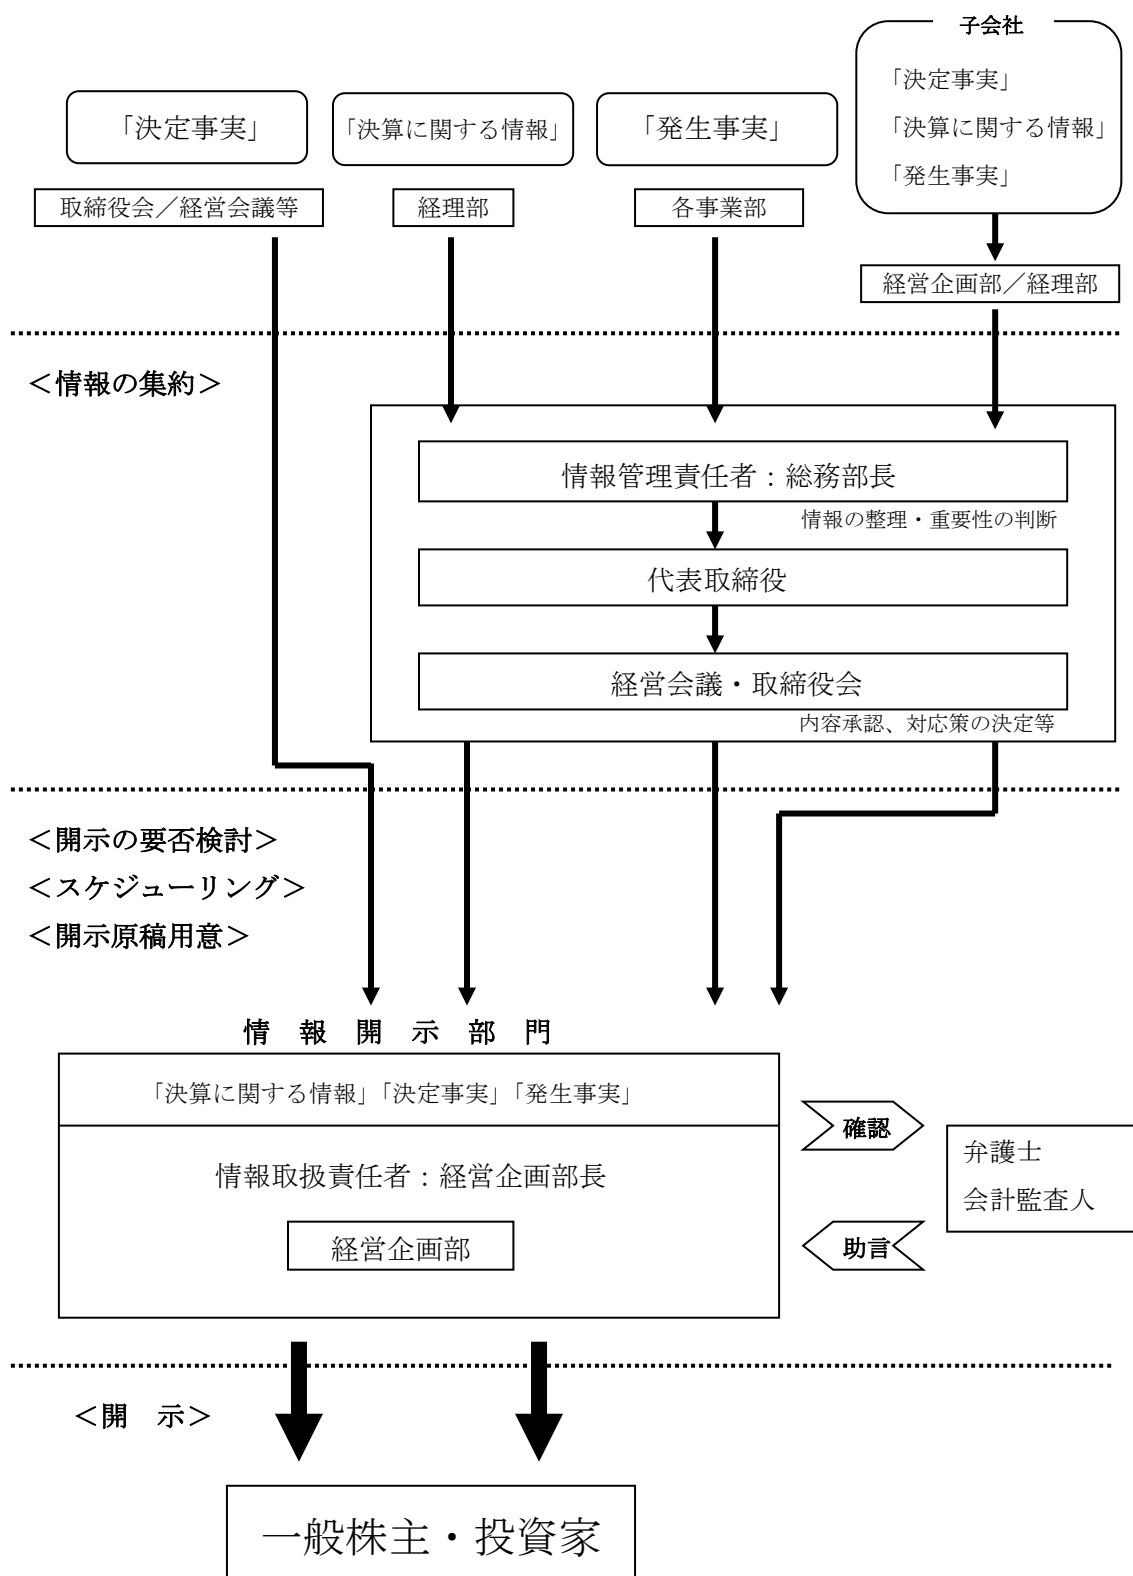 子会社
「決定事実」
「決算に関する情報」
「発生事実」
「決定事実」
「決算に関する情報」
「発生事実」
取締役会／経営会議等
経理部
各事業部
経営企画部／経理部
＜情報の集約＞
情報管理責任者：総務部長
情報の整理・重要性の判断
代表取締役
経営会議・取締役会
内容承認、対応策の決定等
＜開示の要否検討＞
＜スケジューリング＞
＜開示原稿用意＞
情　報　開　示　部　門
「決算に関する情報」「決定事実」「発生事実」
情報取扱責任者：経営企画部長
経営企画部
確認
助言
弁護士
会計監査人
＜開　示＞
一般株主・投資家